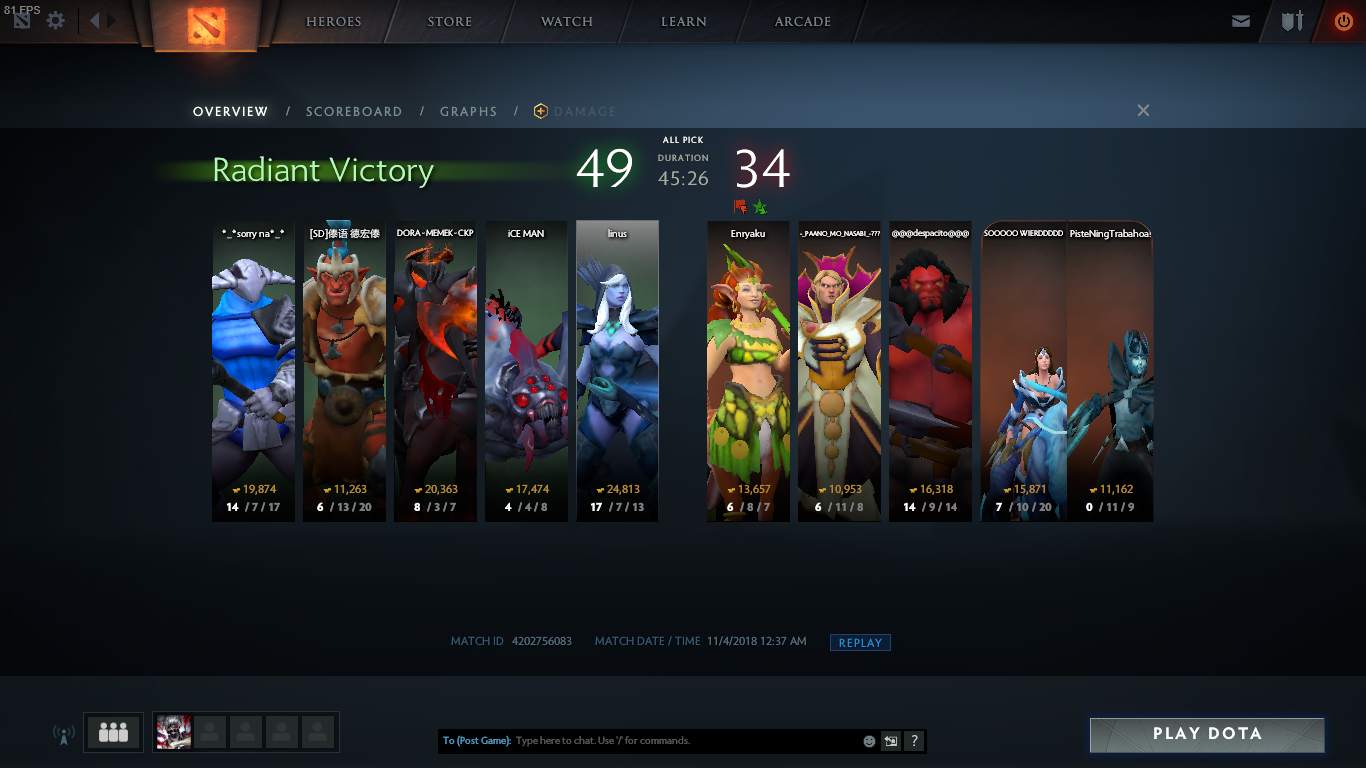 81 FPS
HEROES STORE WATCH LEARN ARCADE
OVERVIEW / SCOREBOARD / GRAPHS / DAMAGE
ALL PICK
Radiant Victory 49 DURATION 34
45:26
*_*sorry na*_* [SD]傣语 德宏傣 DORA-MEMEK-CKP iCE MAN linus Enryaku -_PAANO_MO_NASABI_-??? @@@despacito@@@ SOOOOO WIERDDDDD PisteNingTrabahoa
19,874 11,263 20,363 17,474 24,813 13,657 10,953 16,318 15,871 11,162
14 / 7 / 17 6 / 13 / 20 8 / 3 / 7 4 / 4 / 8 17 / 7 / 13 6 / 8 / 7 6 / 11 / 8 14 / 9 / 14 7 / 10 / 20 0 / 11 / 9
MATCH ID 4202756083 MATCH DATE / TIME 11/4/2018 12:37 AM REPLAY
To (Post Game): Type here to chat. Use '/' for commands. ?
PLAY DOTA